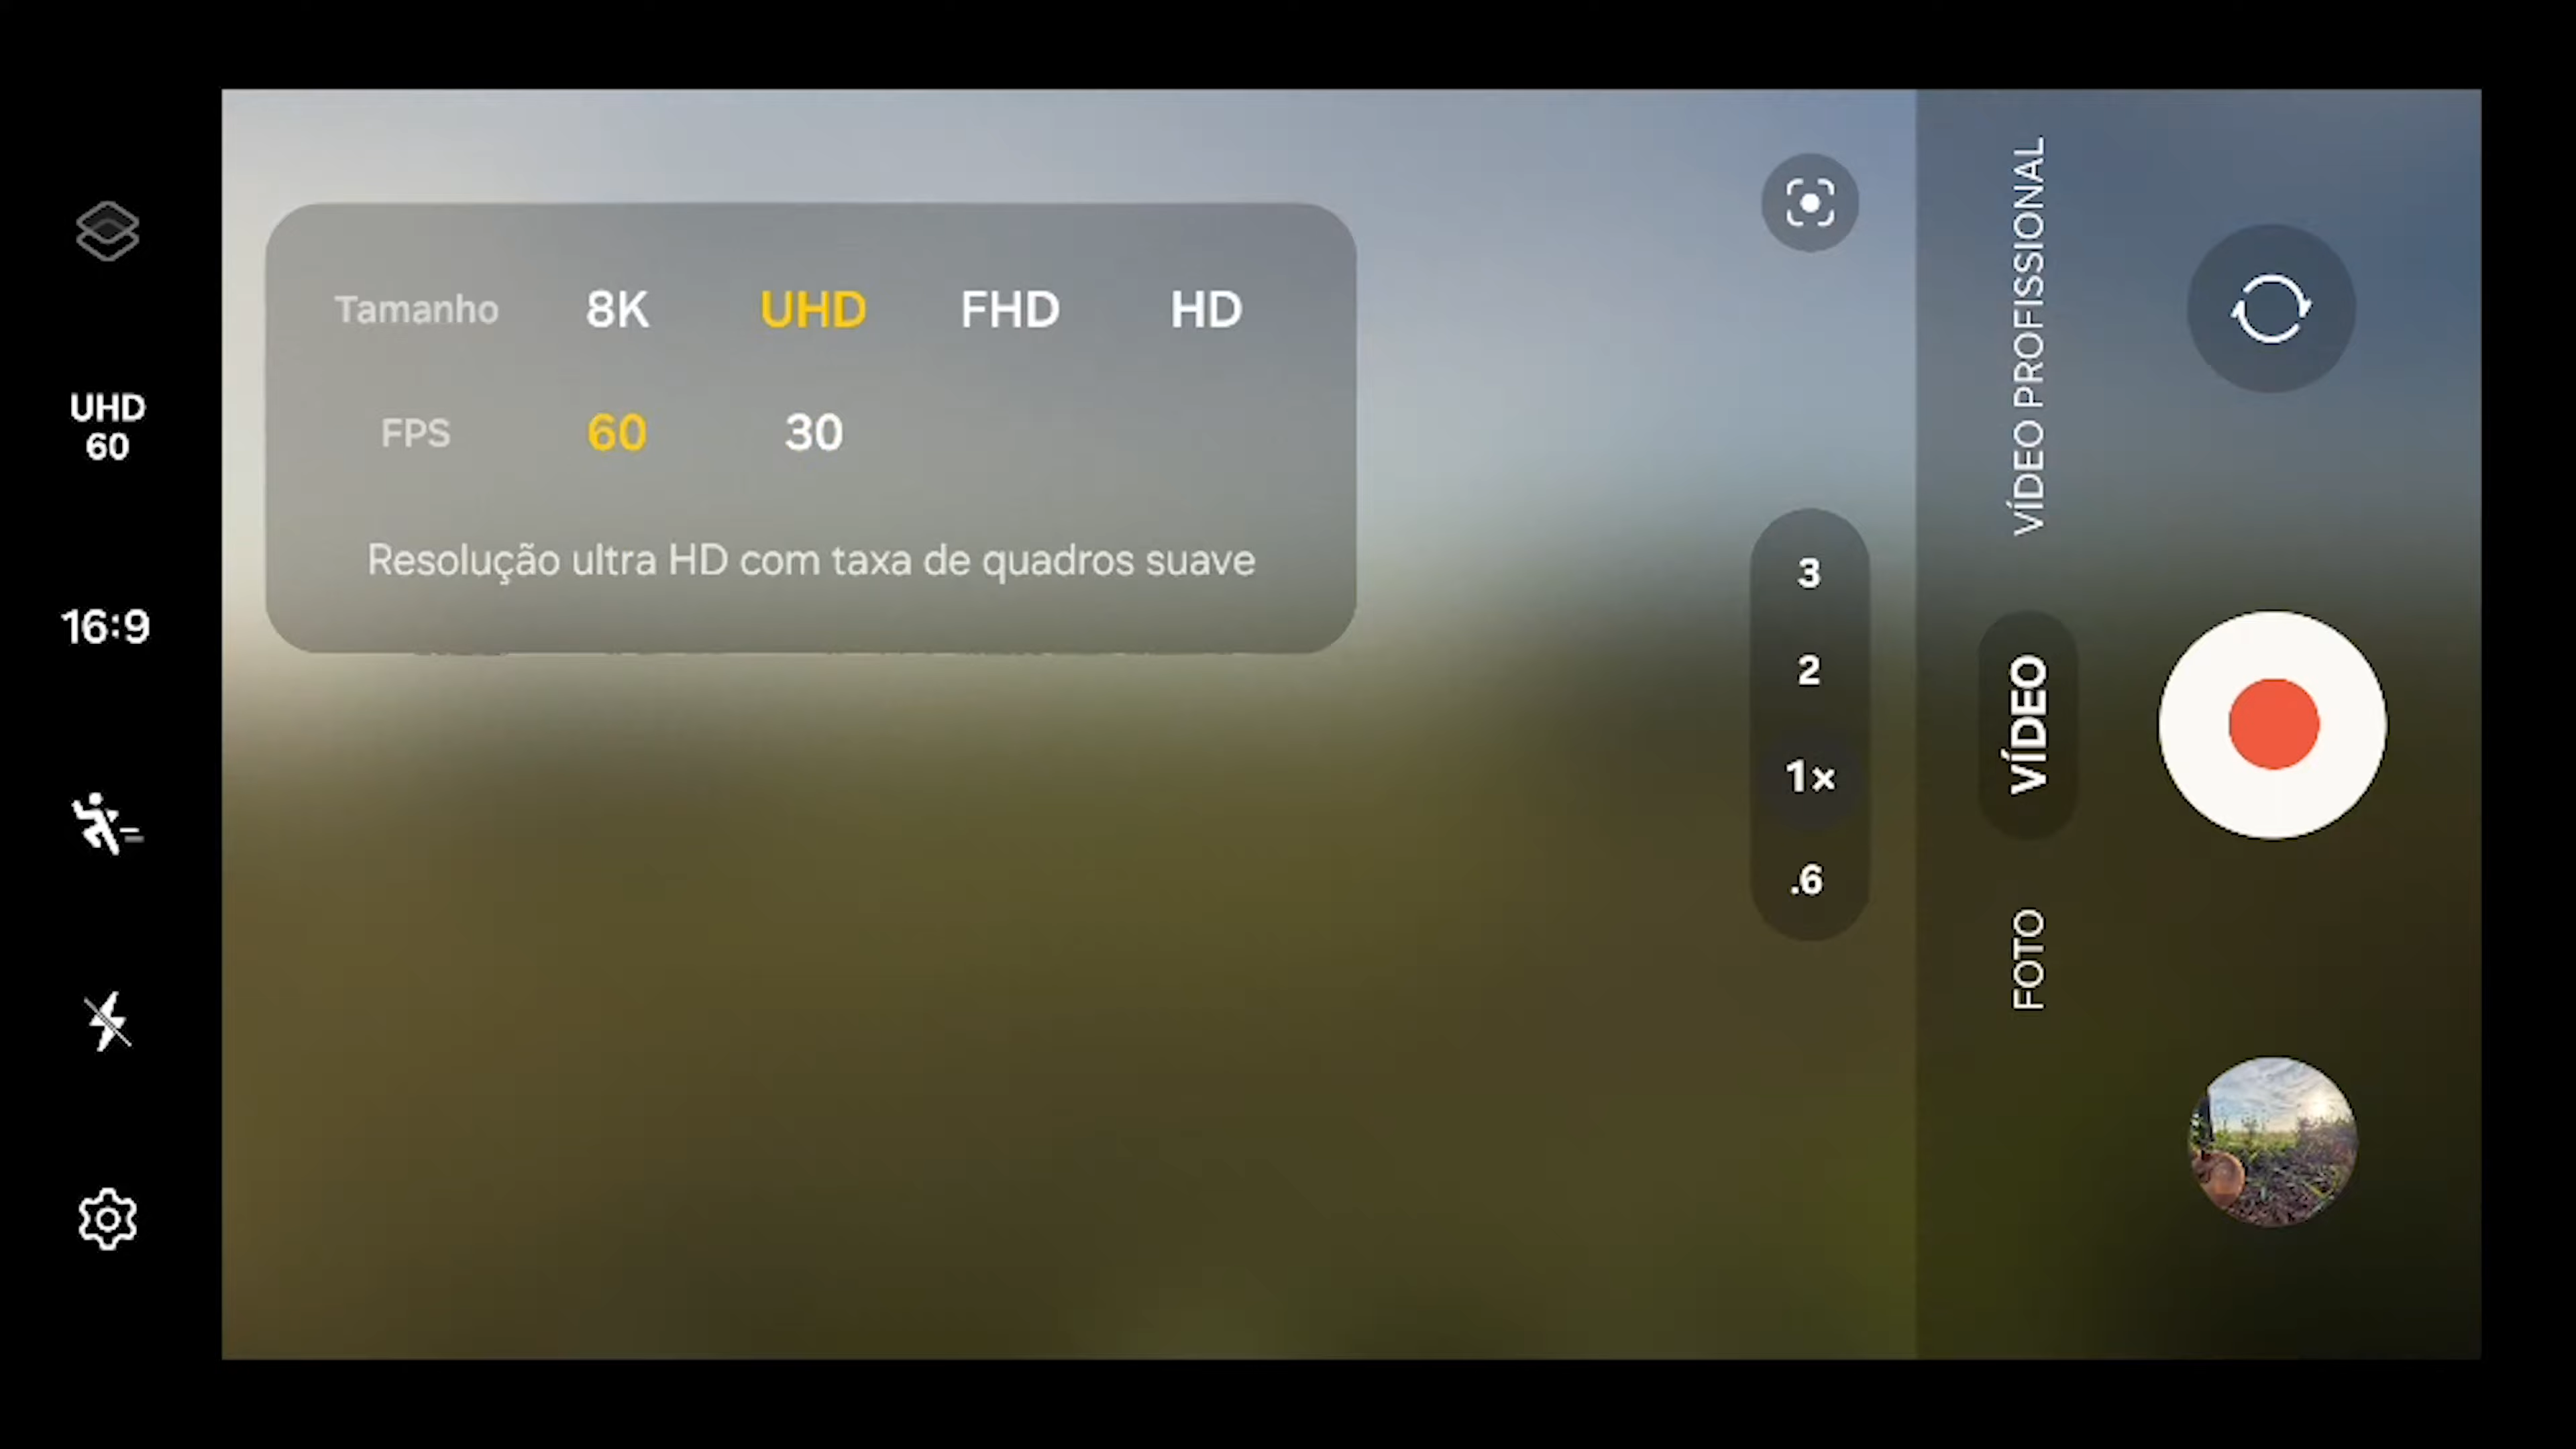 UHD
60
16:9
Tamanho 8K UHD FHD HD
FPS 60 30
Resolução ultra HD com taxa de quadros suave
3
2
1×
.6
VÍDEO PROFISSIONAL
VÍDEO
FOTO